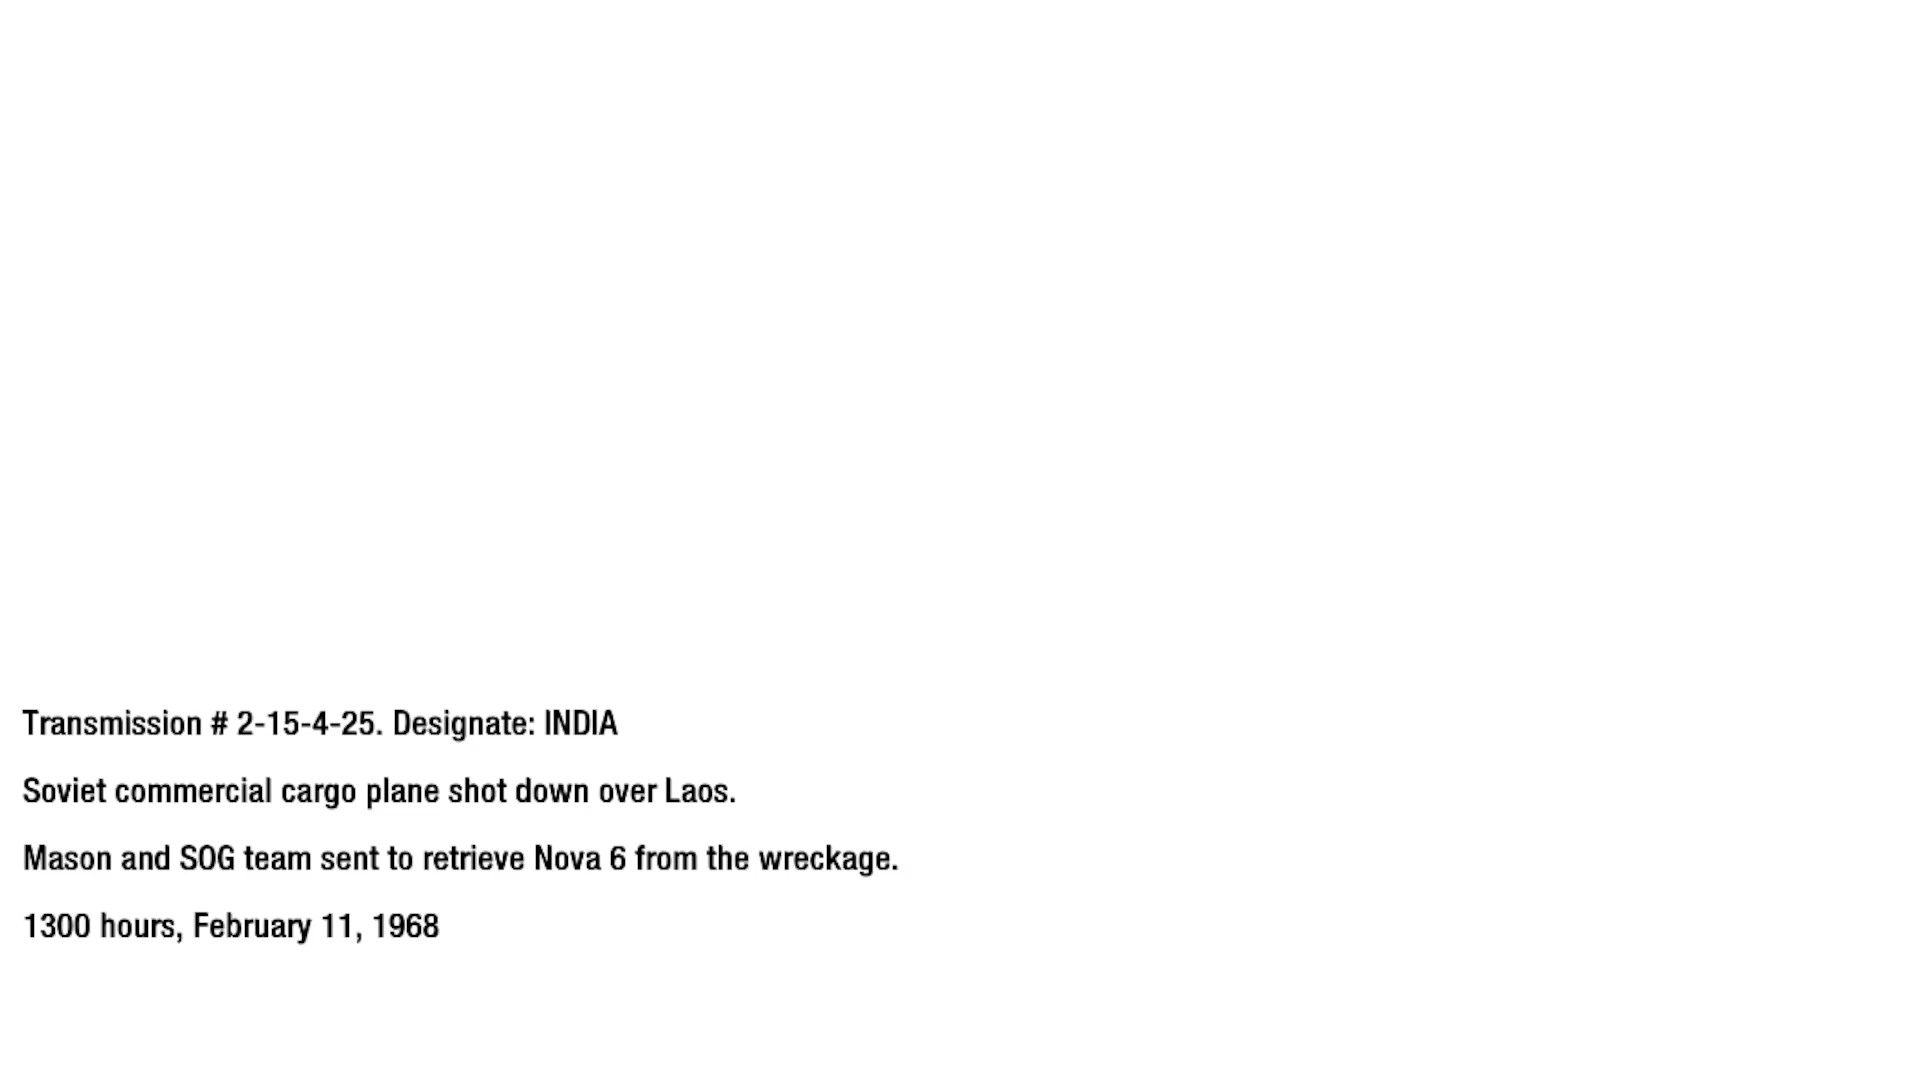 Transmission # 2-15-4-25. Designate: INDIA
Soviet commercial cargo plane shot down over Laos.
Mason and SOG team sent to retrieve Nova 6 from the wreckage.
1300 hours, February 11, 1968